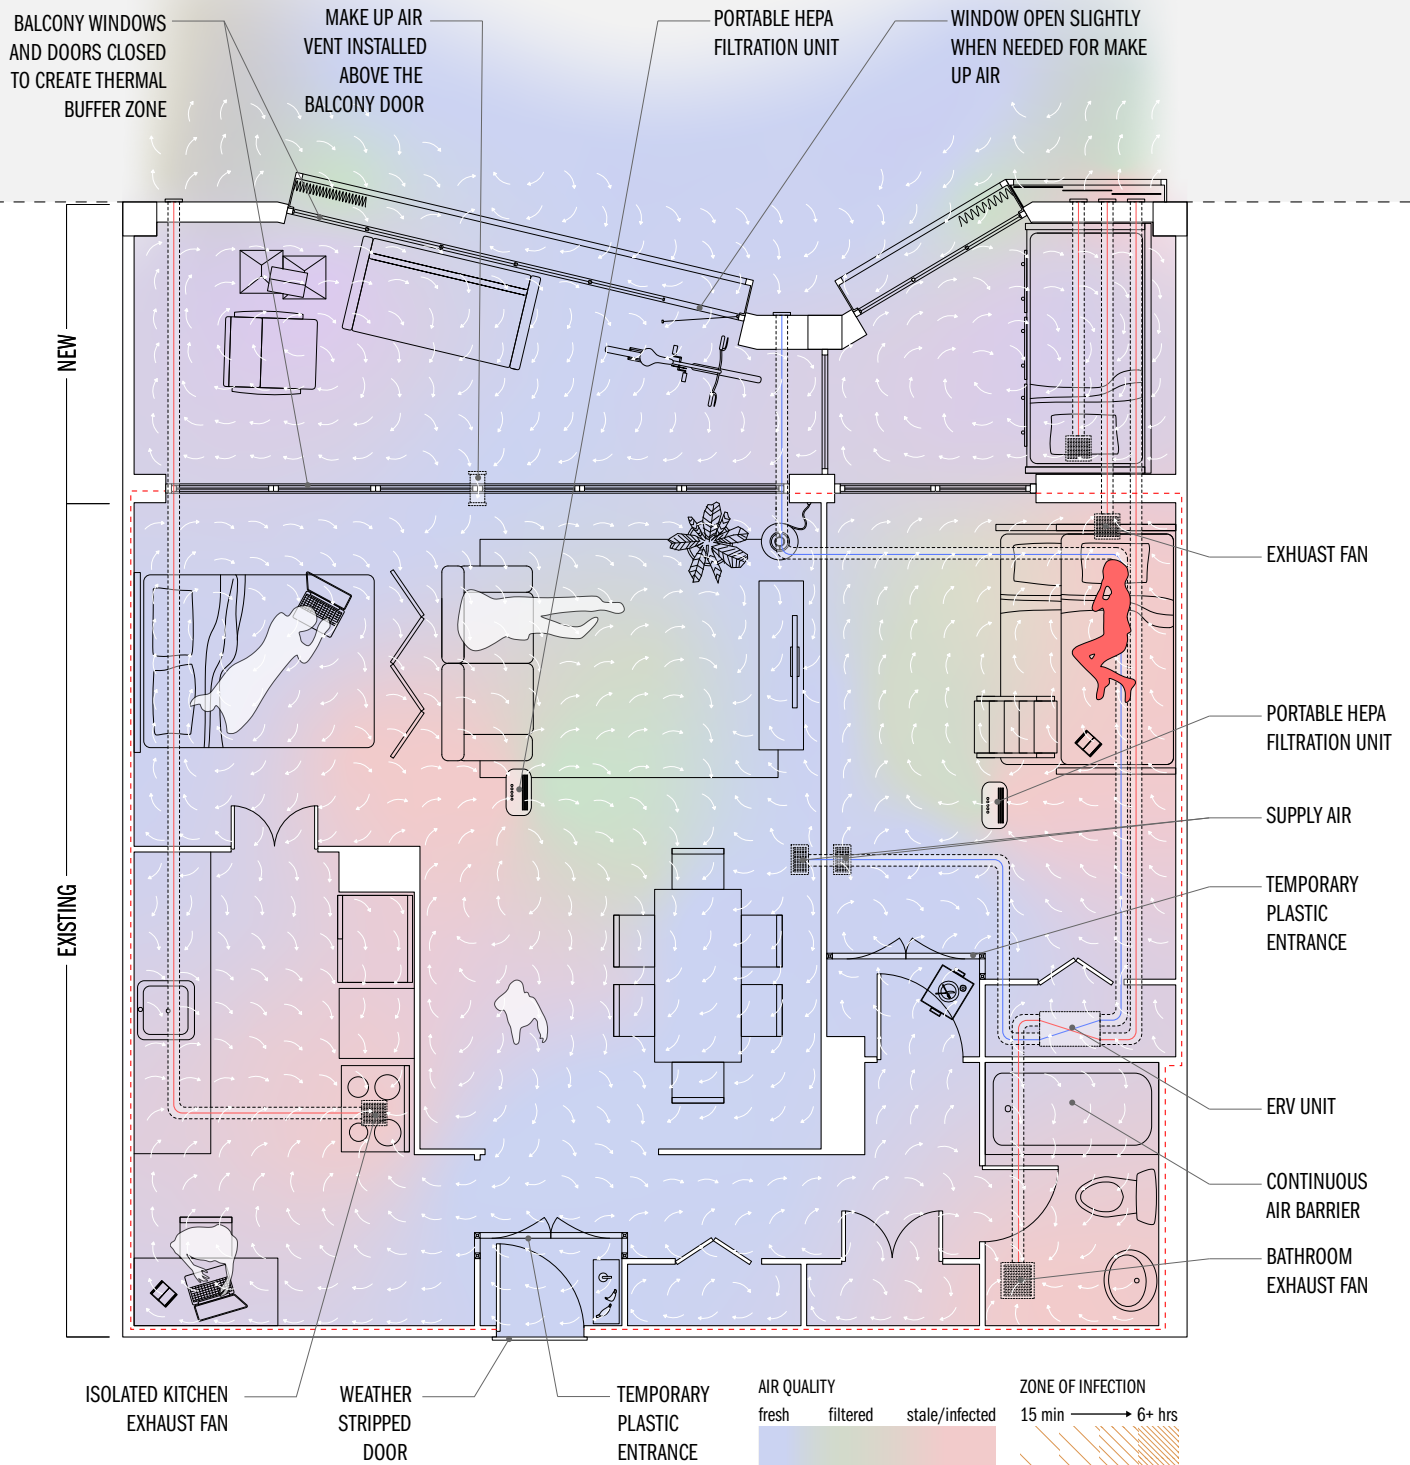 BALCONY WINDOWS
AND DOORS CLOSED
TO CREATE THERMAL
BUFFER ZONE
MAKE UP AIR
VENT INSTALLED
ABOVE THE
BALCONY DOOR
PORTABLE HEPA
FILTRATION UNIT
WINDOW OPEN SLIGHTLY
WHEN NEEDED FOR MAKE
UP AIR
NEW
EXISTING
EXHUAST FAN
PORTABLE HEPA
FILTRATION UNIT
SUPPLY AIR
TEMPORARY
PLASTIC
ENTRANCE
ERV UNIT
CONTINUOUS
AIR BARRIER
BATHROOM
EXHAUST FAN
ISOLATED KITCHEN
EXHAUST FAN
WEATHER
STRIPPED
DOOR
TEMPORARY
PLASTIC
ENTRANCE
AIR QUALITY
fresh filtered stale/infected
ZONE OF INFECTION
15 min 6+ hrs